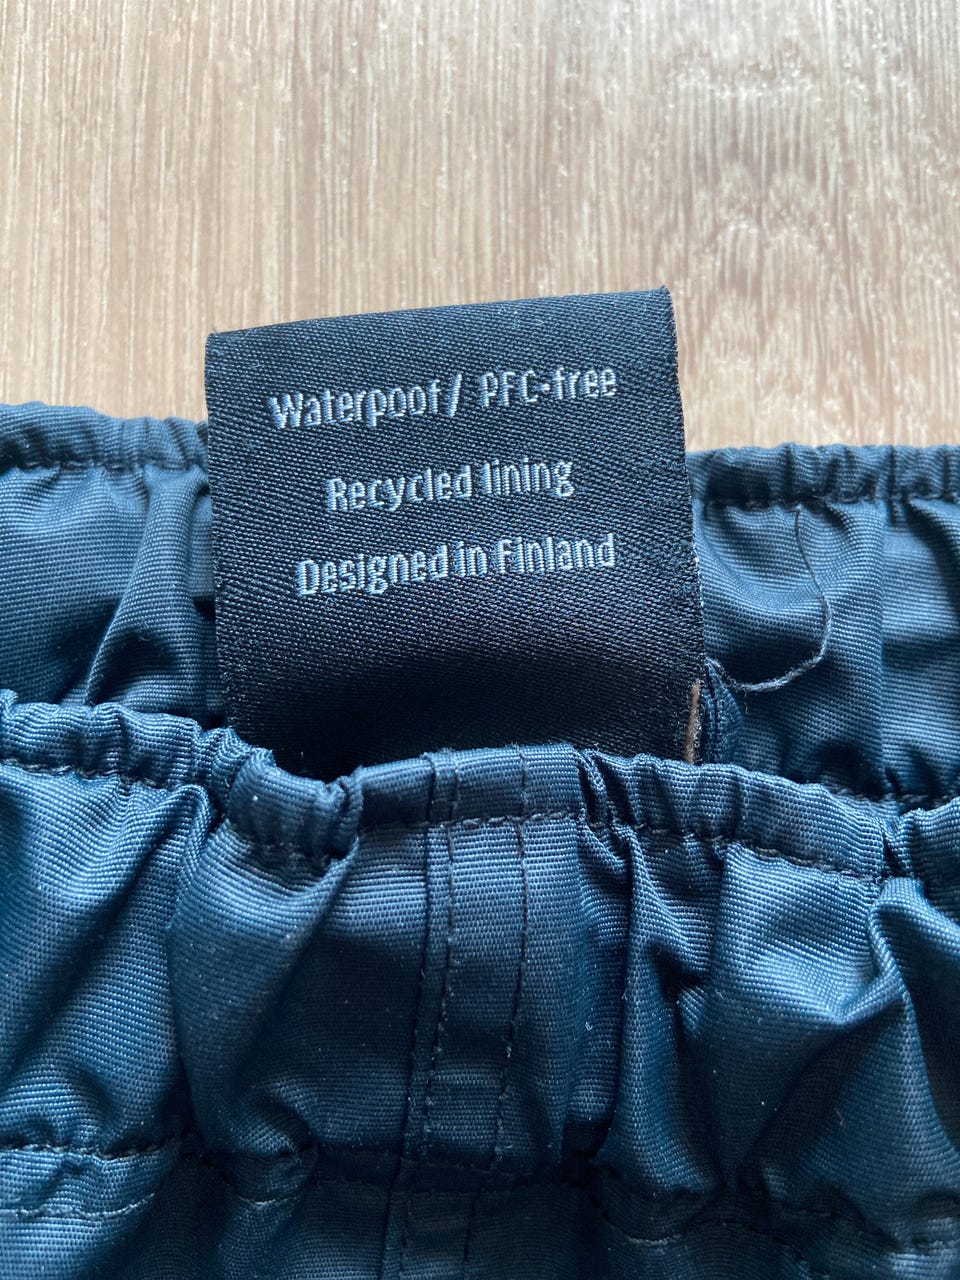 Waterpoof/ PFC-free
Recycled lining
Designed in Finland